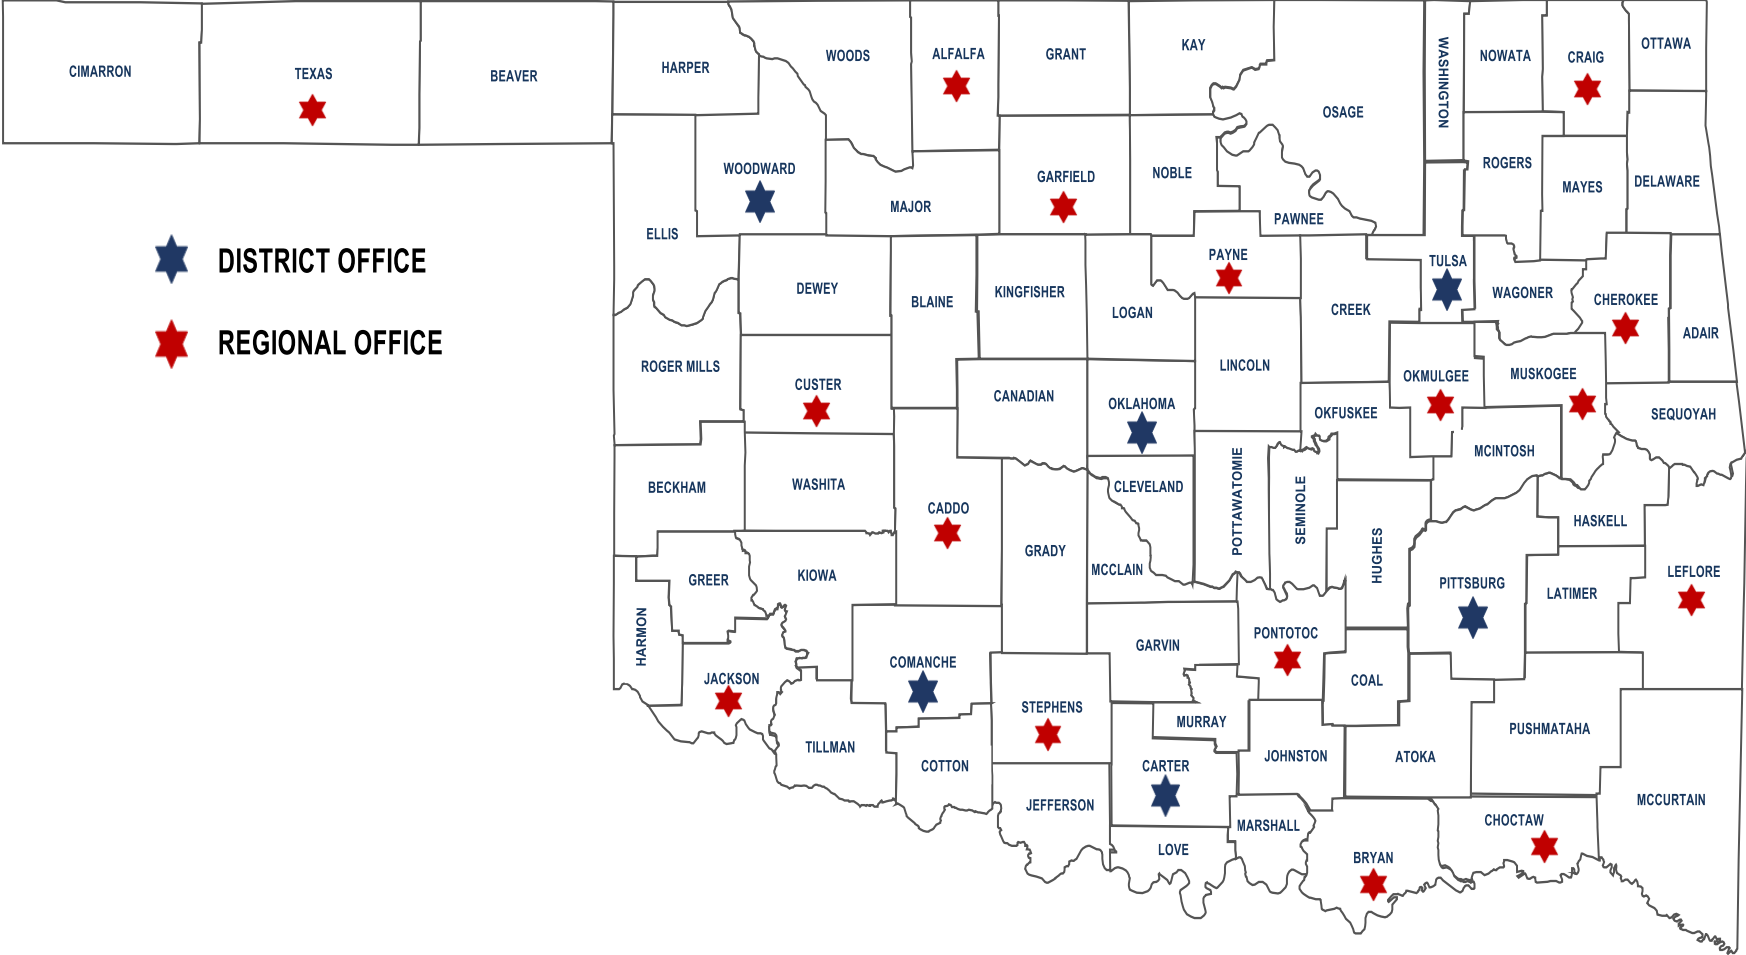 CIMARRON
TEXAS
BEAVER
HARPER
WOODS
ALFALFA
GRANT
KAY
OSAGE
WASHINGTON
NOWATA
CRAIG
OTTAWA
WOODWARD
MAJOR
GARFIELD
NOBLE
PAWNEE
ROGERS
MAYES
DELAWARE
ELLIS
DISTRICT OFFICE
REGIONAL OFFICE
DEWEY
BLAINE
KINGFISHER
LOGAN
PAYNE
CREEK
TULSA
WAGONER
CHEROKEE
ADAIR
ROGER MILLS
CUSTER
CANADIAN
OKLAHOMA
LINCOLN
OKFUSKEE
OKMULGEE
MUSKOGEE
SEQUOYAH
BECKHAM
WASHITA
CADDO
GRADY
CLEVELAND
MCCLAIN
POTTAWATOMIE
SEMINOLE
HUGHES
MCINTOSH
HASKELL
PITTSBURG
LATIMER
LEFLORE
HARMON
GREER
KIOWA
JACKSON
COMANCHE
GARVIN
PONTOTOC
COAL
STEPHENS
MURRAY
TILLMAN
COTTON
JEFFERSON
CARTER
JOHNSTON
ATOKA
PUSHMATAHA
MCCURTAIN
LOVE
MARSHALL
BRYAN
CHOCTAW